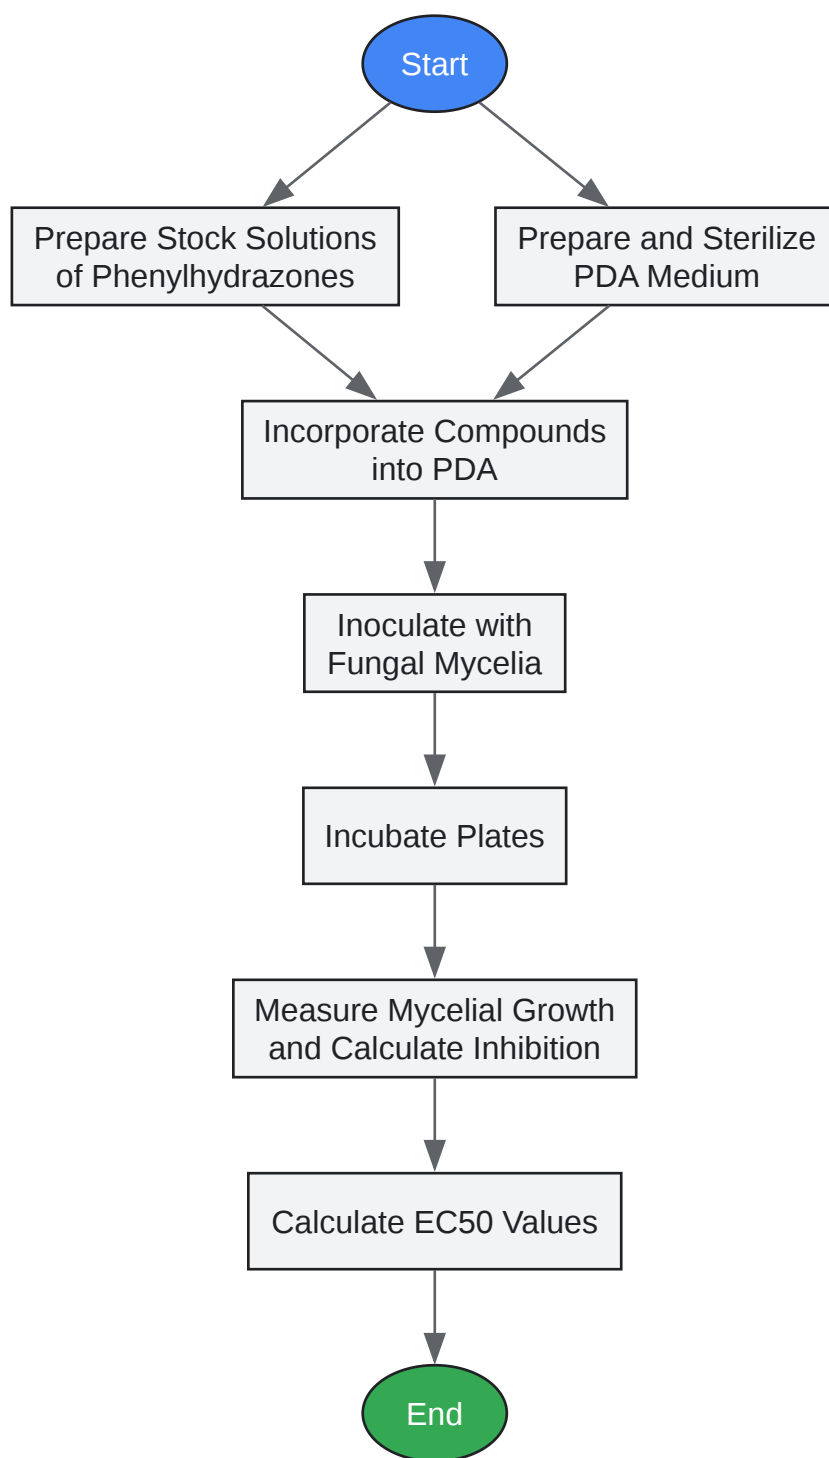 Start
Prepare Stock Solutions
of Phenylhydrazones
Prepare and Sterilize
PDA Medium
Incorporate Compounds
into PDA
Inoculate with
Fungal Mycelia
Incubate Plates
Measure Mycelial Growth
and Calculate Inhibition
Calculate EC50 Values
End